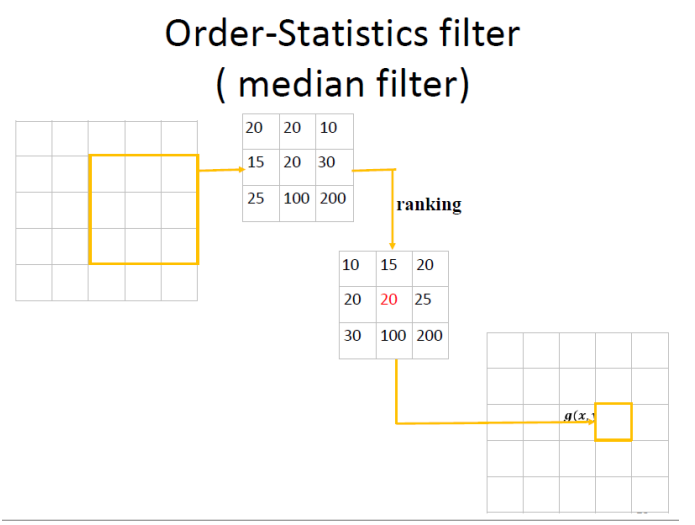 Order-Statistics filter
( median filter)
20 20 10
15 20 30
25 100 200
ranking
10 15 20
20 20 25
30 100 200
g(x,